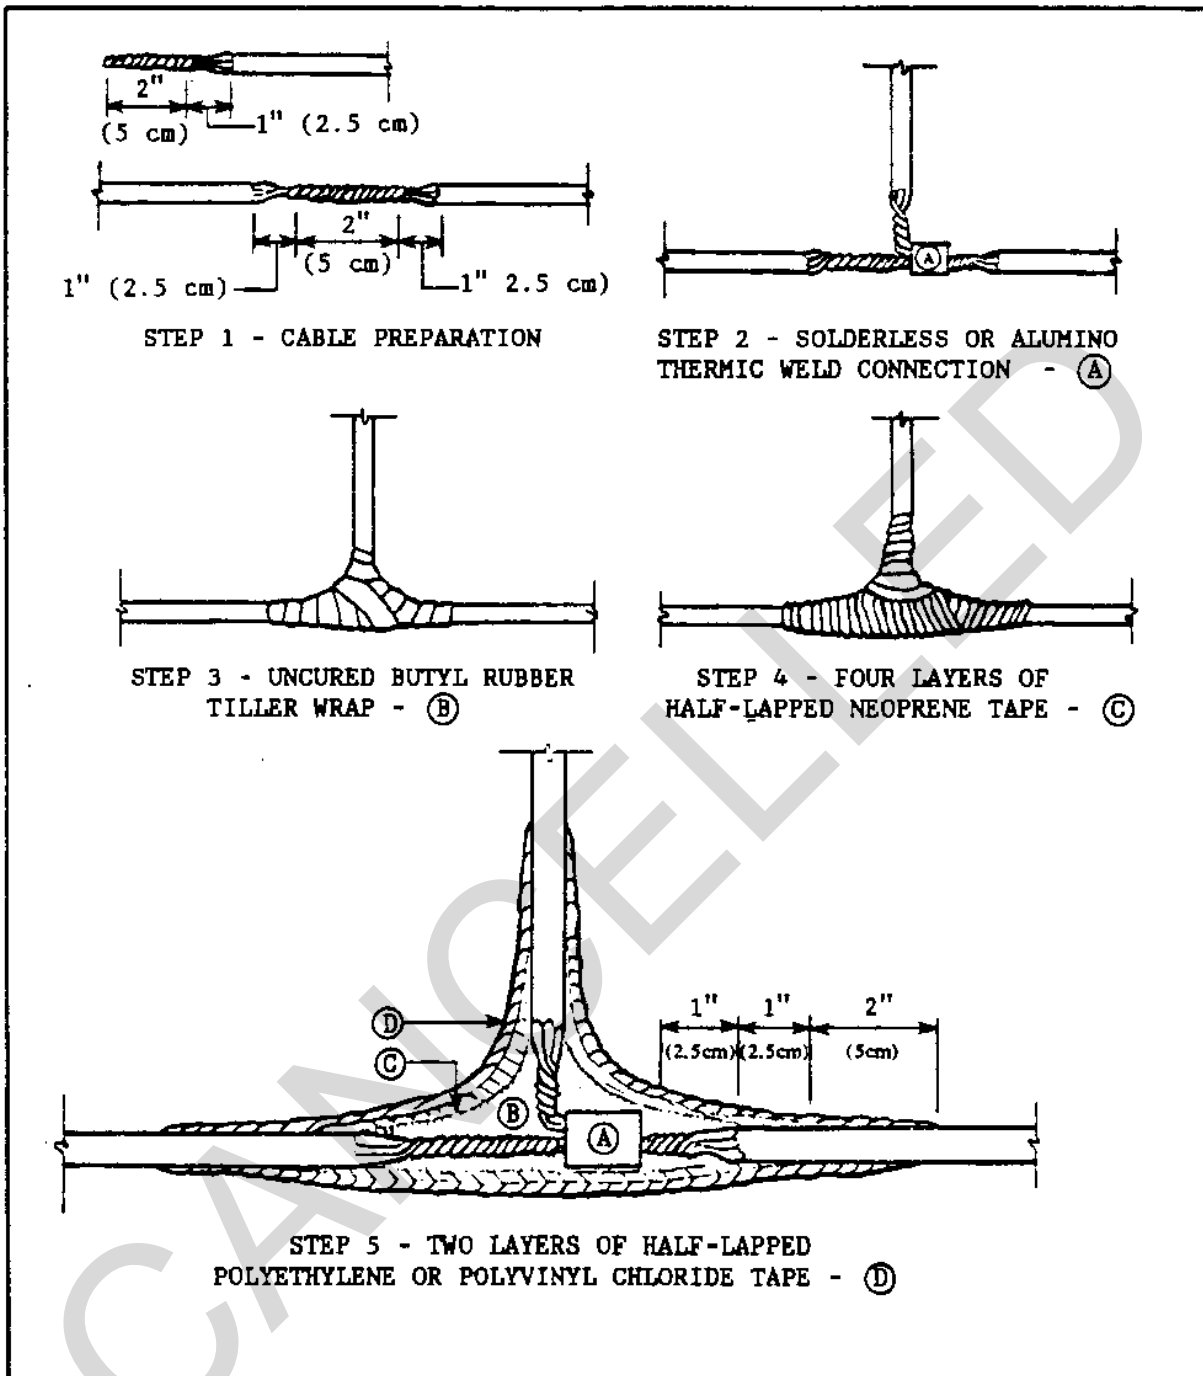 2"
(5 cm)
1" (2.5 cm)
2"
(5 cm)
1" (2.5 cm)
1" 2.5 cm)
STEP 1 - CABLE PREPARATION
A
STEP 2 - SOLDERLESS OR ALUMINO
THERMIC WELD CONNECTION - A
STEP 3 - UNCURED BUTYL RUBBER
TILLER WRAP - B
STEP 4 - FOUR LAYERS OF
HALF-LAPPED NEOPRENE TAPE - C
D
C
B
A
1" 1" 2"
(2.5cm) (2.5cm) (5cm)
STEP 5 - TWO LAYERS OF HALF-LAPPED
POLYETHYLENE OR POLYVINYL CHLORIDE TAPE - D
CANCELLED